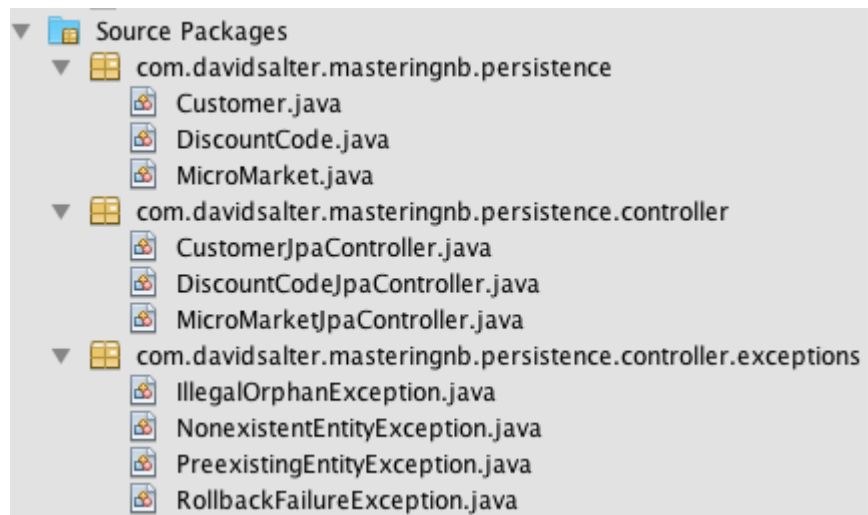 Source Packages
com.davidsalter.masteringnb.persistence
Customer.java
DiscountCode.java
MicroMarket.java
com.davidsalter.masteringnb.persistence.controller
CustomerJpaController.java
DiscountCodeJpaController.java
MicroMarketJpaController.java
com.davidsalter.masteringnb.persistence.controller.exceptions
IllegalOrphanException.java
NonexistentEntityException.java
PreexistingEntityException.java
RollbackFailureException.java